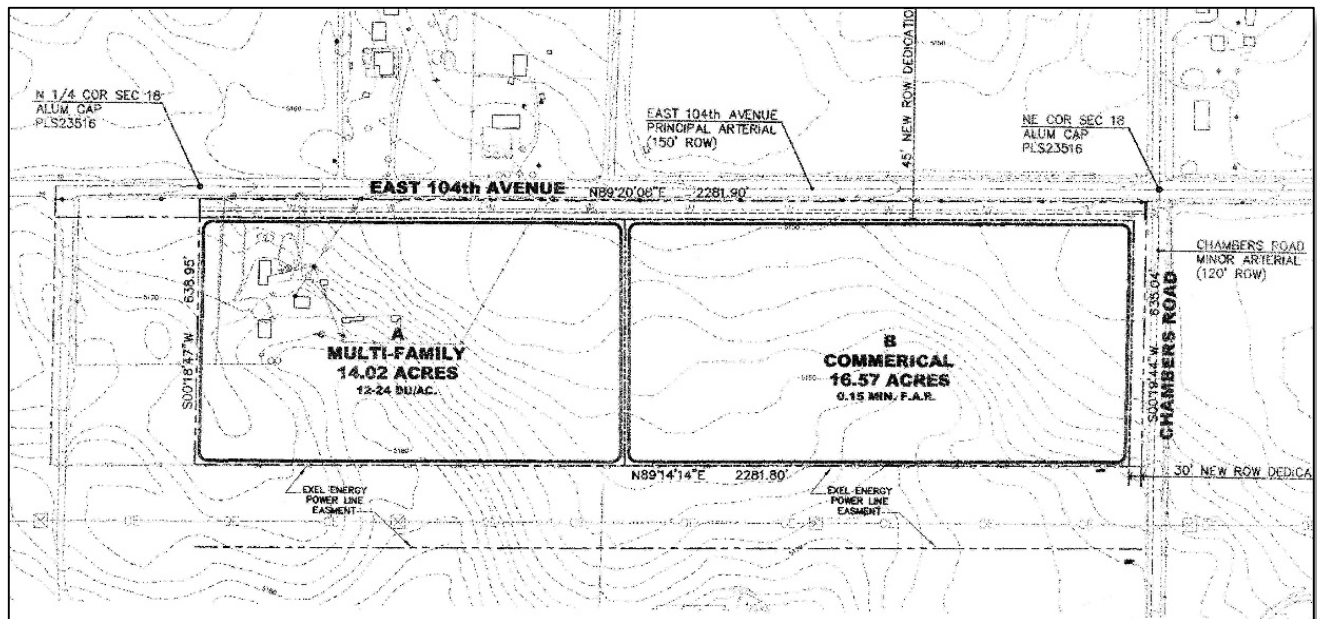 N 1/4 COR SEC 18
ALUM CAP
PLS23516
EAST 104th AVENUE
PRINCIPAL ARTERIAL
(150' ROW)
45' NEW ROW DEDICATIO
NE COR SEC 18
ALUM CAP
PLS23516
EAST 104th AVENUE
N89°20'08"E 2281.90'
CHAMBERS ROAD
MINOR ARTERIAL
(120' ROW)
S00°18'47"W 638.95'
A
MULTI-FAMILY
14.02 ACRES
12-24 DU/AC.
B
COMMERICAL
16.57 ACRES
0.15 MIN. F.A.R.
S00°19'44"W 635.04'
CHAMBERS ROAD
N89°14'14"E 2281.80'
30' NEW ROW DEDICA
EXEL ENERGY
POWER LINE
EASMENT
EXEL ENERGY
POWER LINE
EASMENT
5160
5150
5160